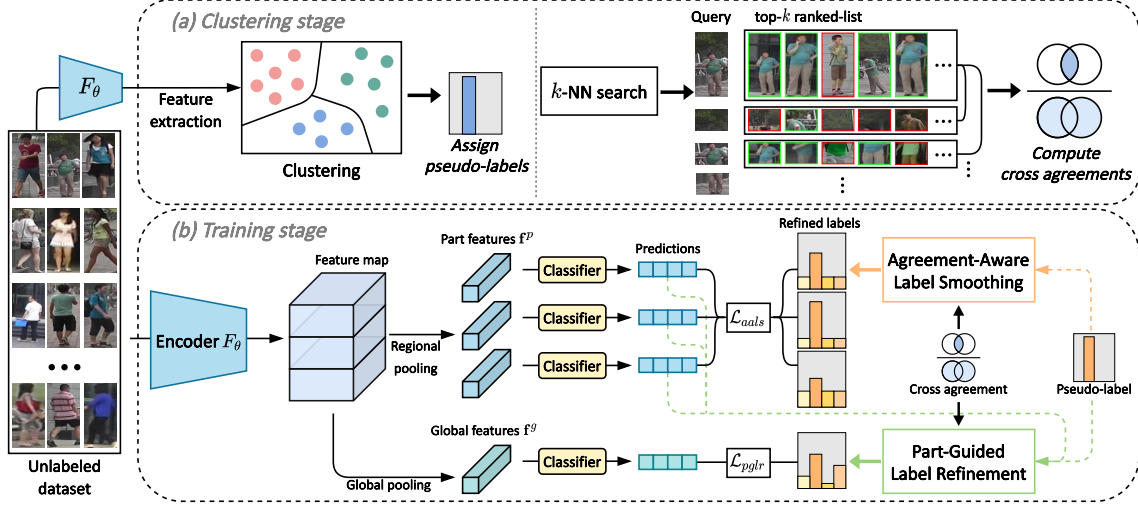 (a) Clustering stage
F_θ
Feature
extraction
Clustering
Assign
pseudo-labels
k-NN search
Query
top-k ranked-list
...
...
...
⋮
⋮
Compute
cross agreements
Unlabeled
dataset
(b) Training stage
Encoder F_θ
Feature map
Regional
pooling
Global pooling
Part features f^p
Classifier
Classifier
Classifier
Global features f^g
Classifier
Predictions
L_aals
L_pglr
Refined labels
Agreement-Aware
Label Smoothing
Cross agreement
Pseudo-label
Part-Guided
Label Refinement